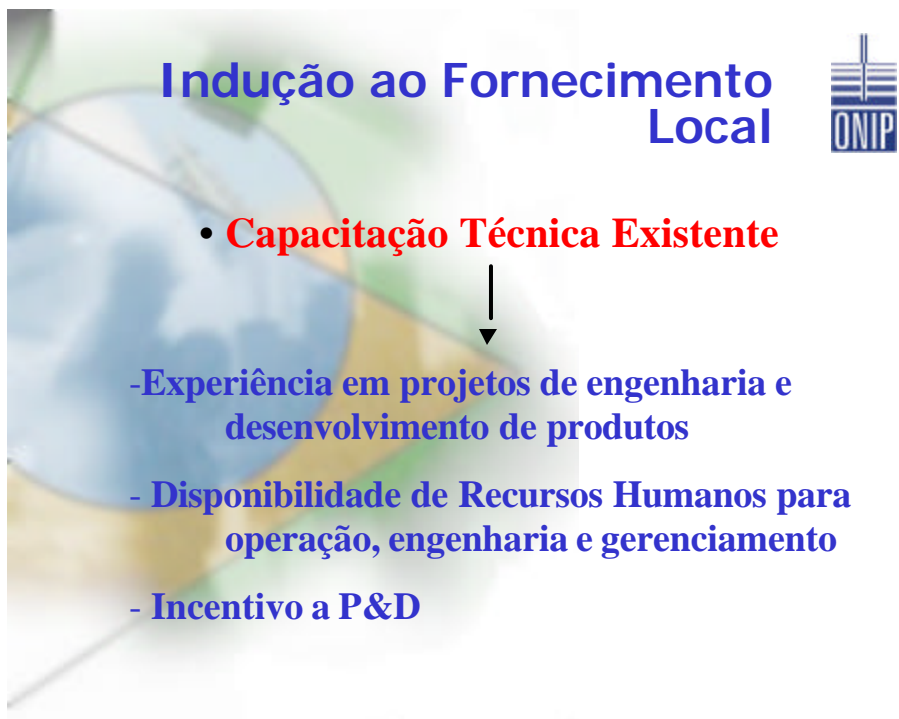 Indução ao Fornecimento
Local
ONIP
• Capacitação Técnica Existente
-Experiência em projetos de engenharia e
desenvolvimento de produtos
- Disponibilidade de Recursos Humanos para
operação, engenharia e gerenciamento
- Incentivo a P&D